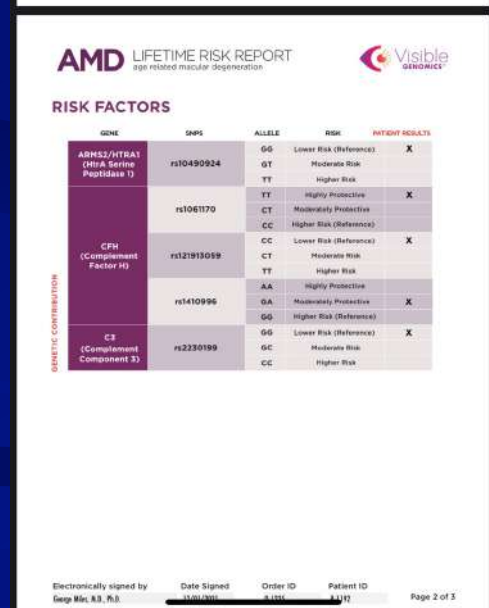 AMD LIFETIME RISK REPORT
age related macular degeneration
Visible
GENOMICS
RISK FACTORS
GENE SNPS ALLELE RISK PATIENT RESULTS
ARMS2/HTRA1 (HtrA Serine Peptidase 1) rs10490924 GG Lower Risk (Reference) X
GT Moderate Risk
TT Higher Risk
CFH (Complement Factor H) rs1061170 TT Highly Protective X
CT Moderately Protective
CC Higher Risk (Reference)
rs121913059 CC Lower Risk (Reference) X
CT Moderate Risk
TT Higher Risk
rs1410996 AA Highly Protective
GA Moderately Protective X
GG Higher Risk (Reference)
C3 (Complement Component 3) rs2230199 GG Lower Risk (Reference) X
GC Moderate Risk
CC Higher Risk
GENETIC CONTRIBUTION
Electronically signed by Date Signed Order ID Patient ID
George Miles, M.D., Ph.D.
Page 2 of 3